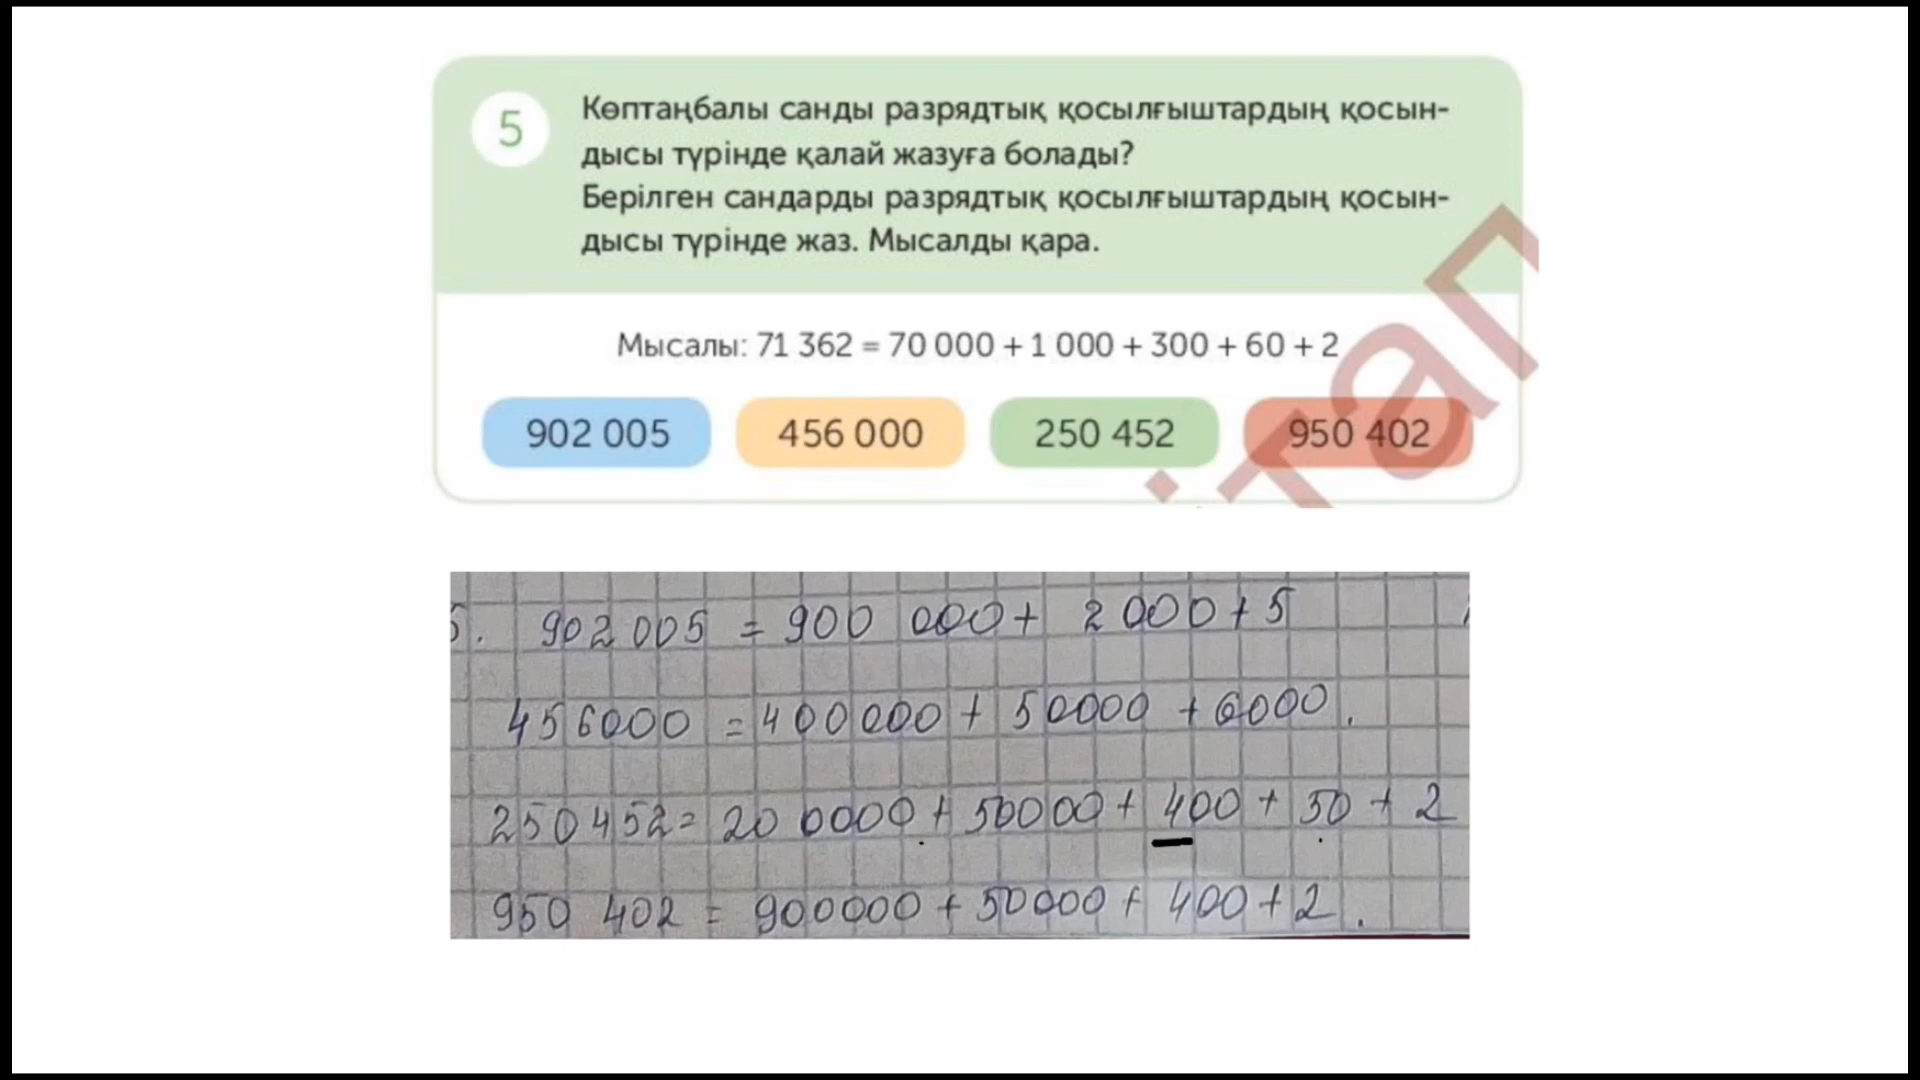 5
Көптаңбалы санды разрядтық қосылғыштардың қосын-
дысы түрінде қалай жазуға болады?
Берілген сандарды разрядтық қосылғыштардың қосын-
дысы түрінде жаз. Мысалды қара.
Мысалы: 71 362 = 70 000 + 1 000 + 300 + 60 + 2
902 005 456 000 250 452 950 402
ітап
5. 902 005 = 900 000 + 2 000 + 5
456000 = 400000 + 50000 + 6000.
250452 = 20 0000 + 50000 + 400 + 50 + 2
950 402 = 900000 + 50000 + 400 + 2.